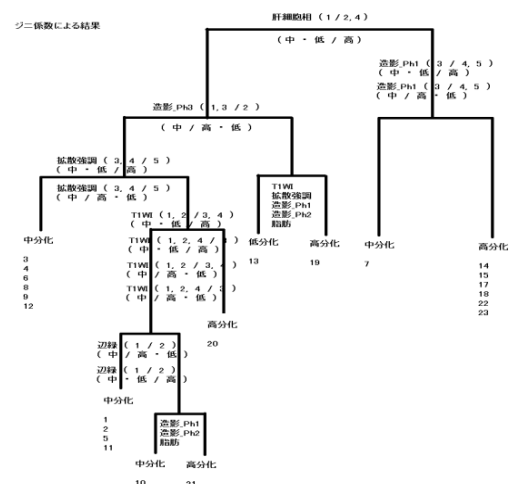 肝細胞相 ( 1 / 2, 4 )
ジニ係数による結果
( 中 ・ 低 / 高 )
造影_Ph1 ( 3 / 4, 5 )
( 中 ・ 低 / 高 )
造影_Ph1 ( 3 / 4, 5 )
( 中 / 高 ・ 低 )
造影_Ph3 ( 1, 3 / 2 )
( 中 / 高 ・ 低 )
拡散強調 ( 3, 4 / 5 )
( 中 ・ 低 / 高 )
拡散強調 ( 3, 4 / 5 )
( 中 / 高 ・ 低 )
T1WI
拡散強調
造影_Ph1
造影_Ph2
脂肪
T1WI ( 1, 2 / 3, 4 )
( 中 ・ 低 / 高 )
T1WI ( 1, 2, 4 / 3 )
( 中 ・ 低 / 高 )
T1WI ( 1, 2 / 3, 4 )
( 中 / 高 ・ 低 )
T1WI ( 1, 2, 4 / 3 )
( 中 / 高 ・ 低 )
中分化
3
4
6
8
9
12
低分化
13
高分化
19
中分化
7
高分化
14
15
17
18
22
23
高分化
20
辺縁 ( 1 / 2 )
( 中 / 高 ・ 低 )
辺縁 ( 1 / 2 )
( 中 ・ 低 / 高 )
中分化
1
2
5
11
造影_Ph1
造影_Ph2
脂肪
中分化
10
高分化
21